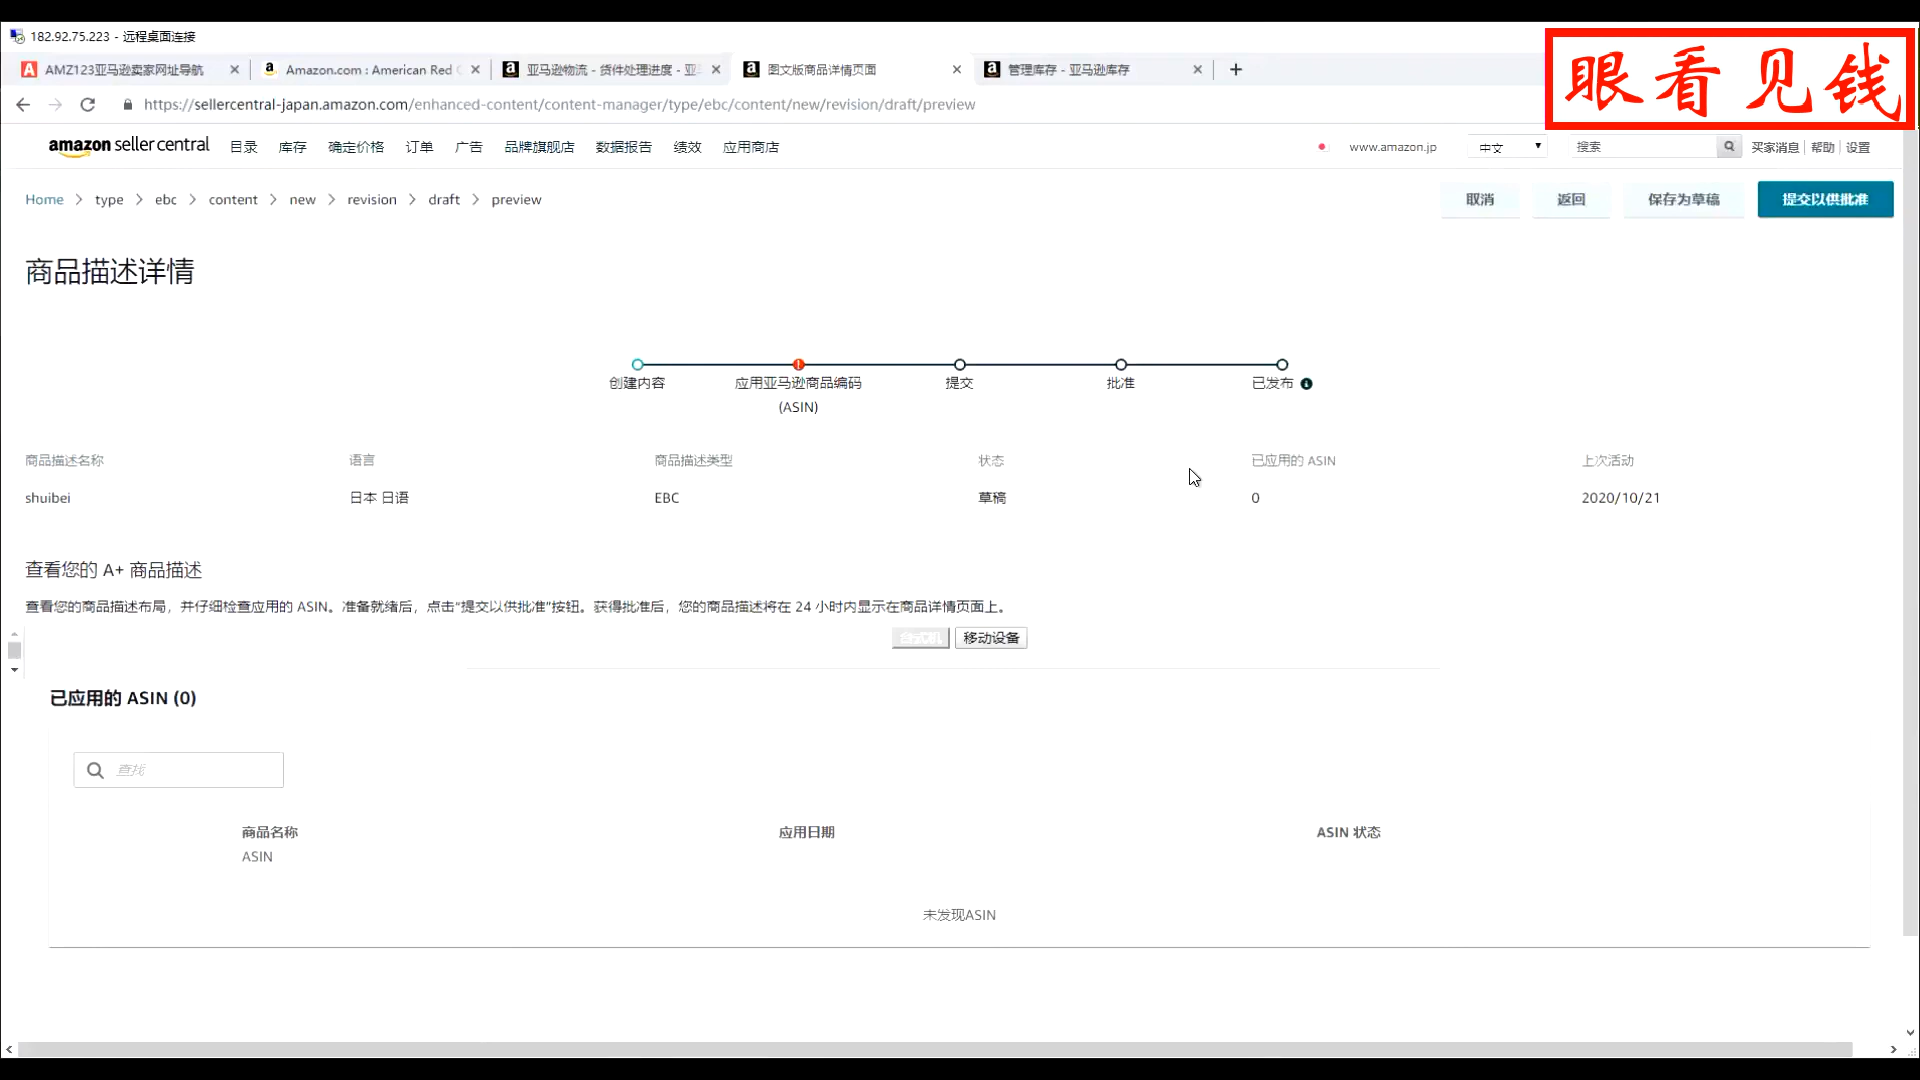 182.92.75.223 - 远程桌面连接
AMZ123亚马逊卖家网址导航
Amazon.com : American Red
亚马逊物流 - 货件处理进度 - 亚
图文版商品详情页面
管理库存 - 亚马逊库存
眼看见钱
https://sellercentral-japan.amazon.com/enhanced-content/content-manager/type/ebc/content/new/revision/draft/preview
amazon seller central 目录 库存 确定价格 订单 广告 品牌旗舰店 数据报告 绩效 应用商店 www.amazon.jp 中文 搜索 买家消息 帮助 设置
Home > type > ebc > content > new > revision > draft > preview
取消 返回 保存为草稿 提交以供批准
商品描述详情
创建内容 应用亚马逊商品编码 提交 批准 已发布
(ASIN)
商品描述名称 语言 商品描述类型 状态 已应用的 ASIN 上次活动
shuibei 日本 日语 EBC 草稿 0 2020/10/21
查看您的 A+ 商品描述
查看您的商品描述布局，并仔细检查应用的 ASIN。准备就绪后，点击“提交以供批准”按钮。获得批准后，您的商品描述将在 24 小时内显示在商品详情页面上。
台式机 移动设备
已应用的 ASIN (0)
查找
商品名称 应用日期 ASIN 状态
ASIN
未发现ASIN